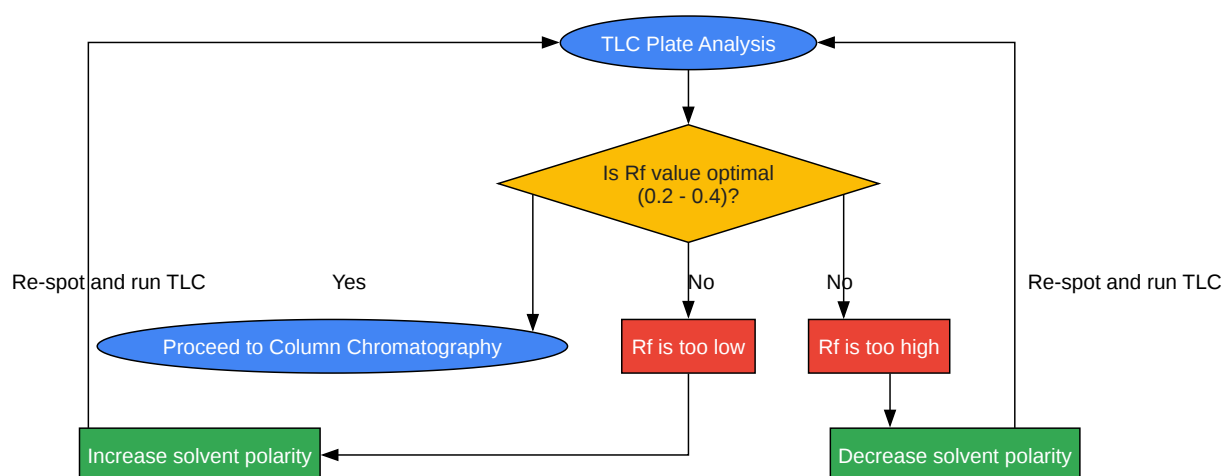 TLC Plate Analysis
Is Rf value optimal
(0.2 - 0.4)?
Re-spot and run TLC
Yes
No
No
Re-spot and run TLC
Proceed to Column Chromatography
Rf is too low
Rf is too high
Increase solvent polarity
Decrease solvent polarity